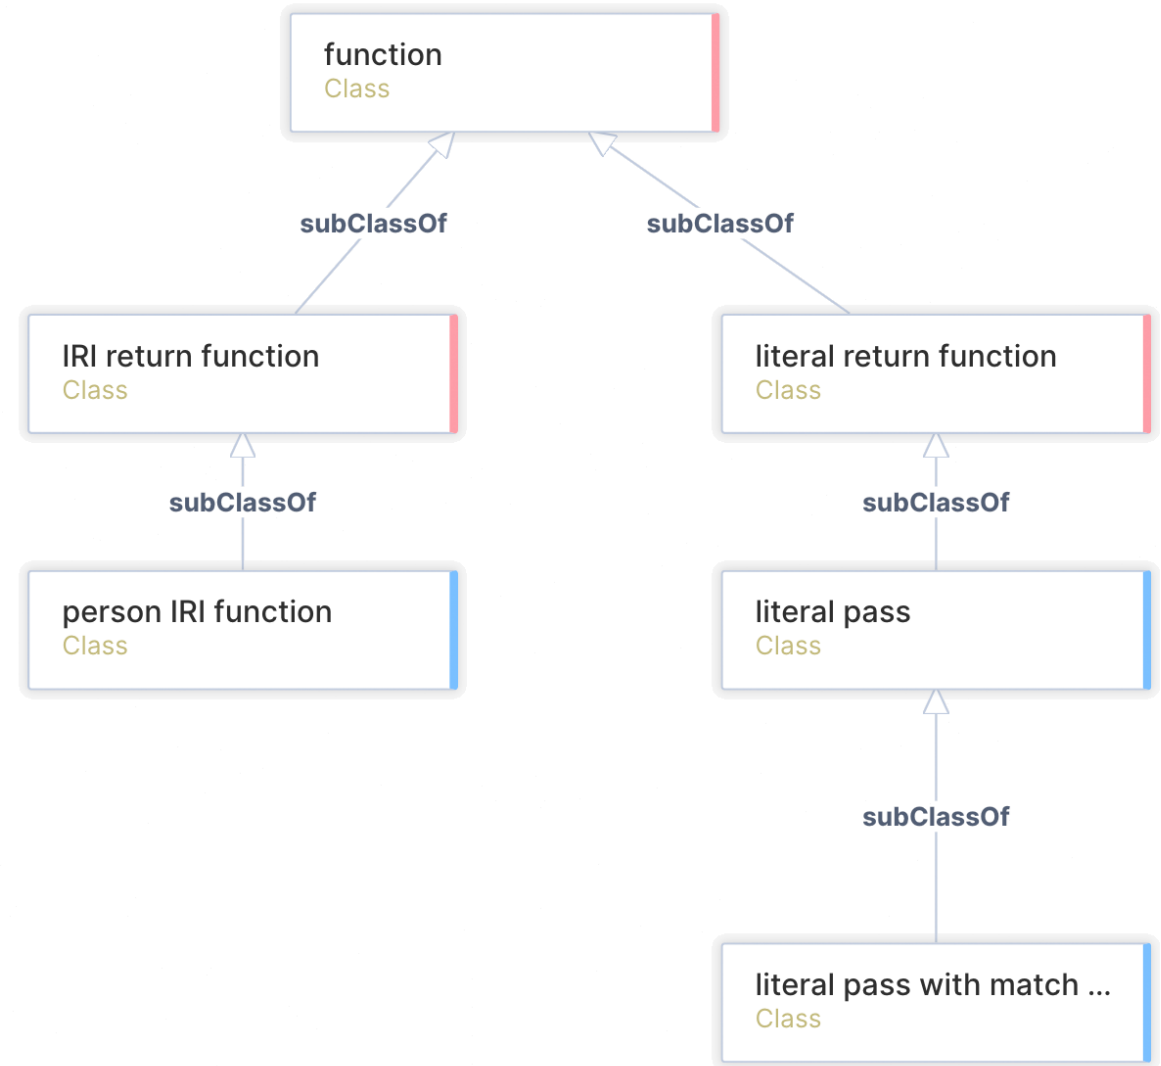 function
Class
subClassOf
subClassOf
IRI return function
Class
literal return function
Class
subClassOf
subClassOf
person IRI function
Class
literal pass
Class
subClassOf
literal pass with match ...
Class